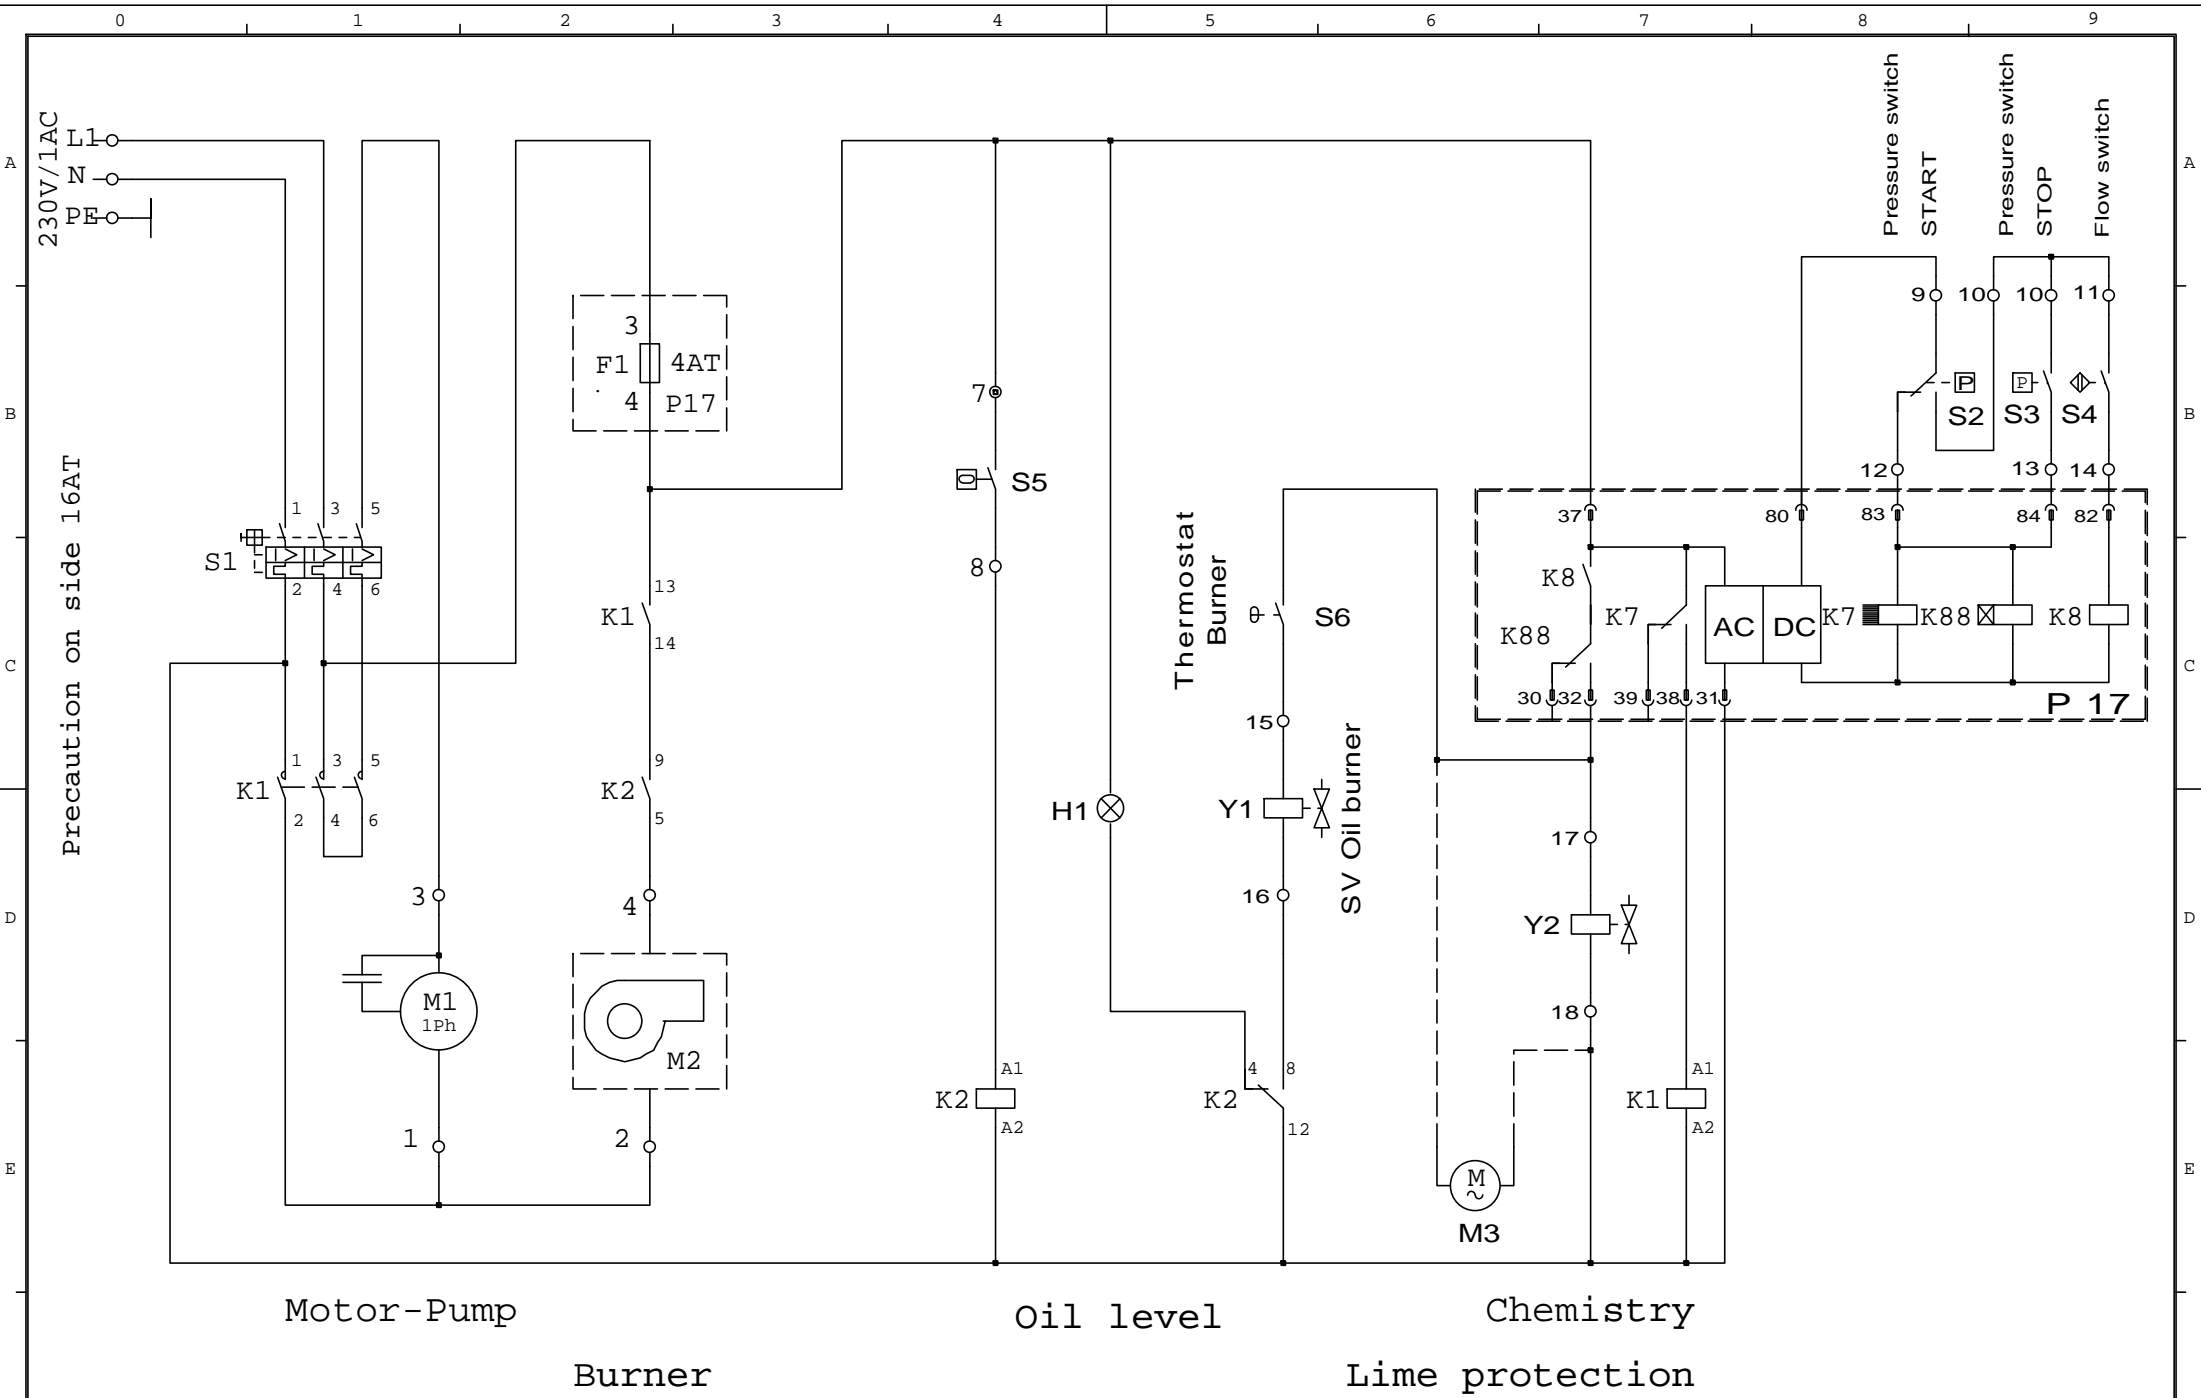 0 1 2 3 4 5 6 7 8 9
A
A
B
B
C
C
D
D
E
E
230V/1AC
L1
N
PE
Precaution on side 16AT
S1
1 3 5
2 4 6
K1
1 3 5
2 4 6
3
M1
1Ph
1
3
F1 4AT
4 P17
13
K1
14
9
K2
5
4
M2
2
7
S5
8
A1
K2
A2
H1
Thermostat
Burner
S6
15
Y1
SV Oil burner
16
4 8
K2
12
M
~
M3
37
K8
K88
K7
30 32 39 38 31
AC DC
17
Y2
18
A1
K1
A2
Pressure switch
START
Pressure switch
STOP
Flow switch
9 10 10 11
P
S2
P
S3
S4
12 13 14
80 83 84 82
K7 K88 K8
P 17
Motor-Pump
Oil level
Chemistry
Burner
Lime protection